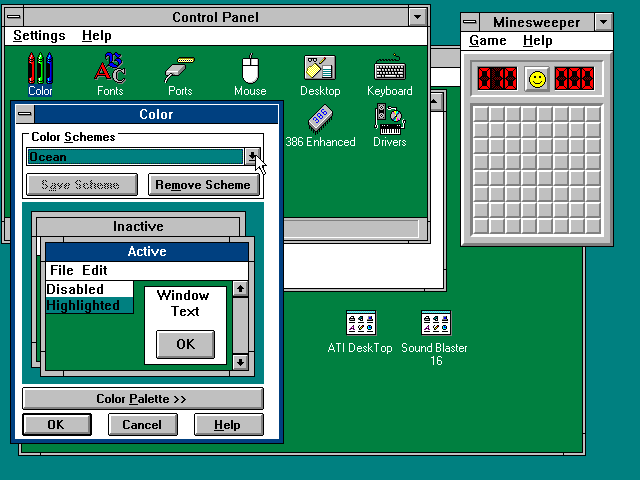 Control Panel
Settings Help
Color
Fonts
Ports
Mouse
Desktop
Keyboard
386
386 Enhanced
Drivers
Color
Color Schemes
Ocean
Save Scheme
Remove Scheme
Inactive
Active
File Edit
Disabled
Highlighted
Window
Text
OK
Color Palette >>
OK
Cancel
Help
Minesweeper
Game Help
ATI DeskTop
Sound Blaster
16